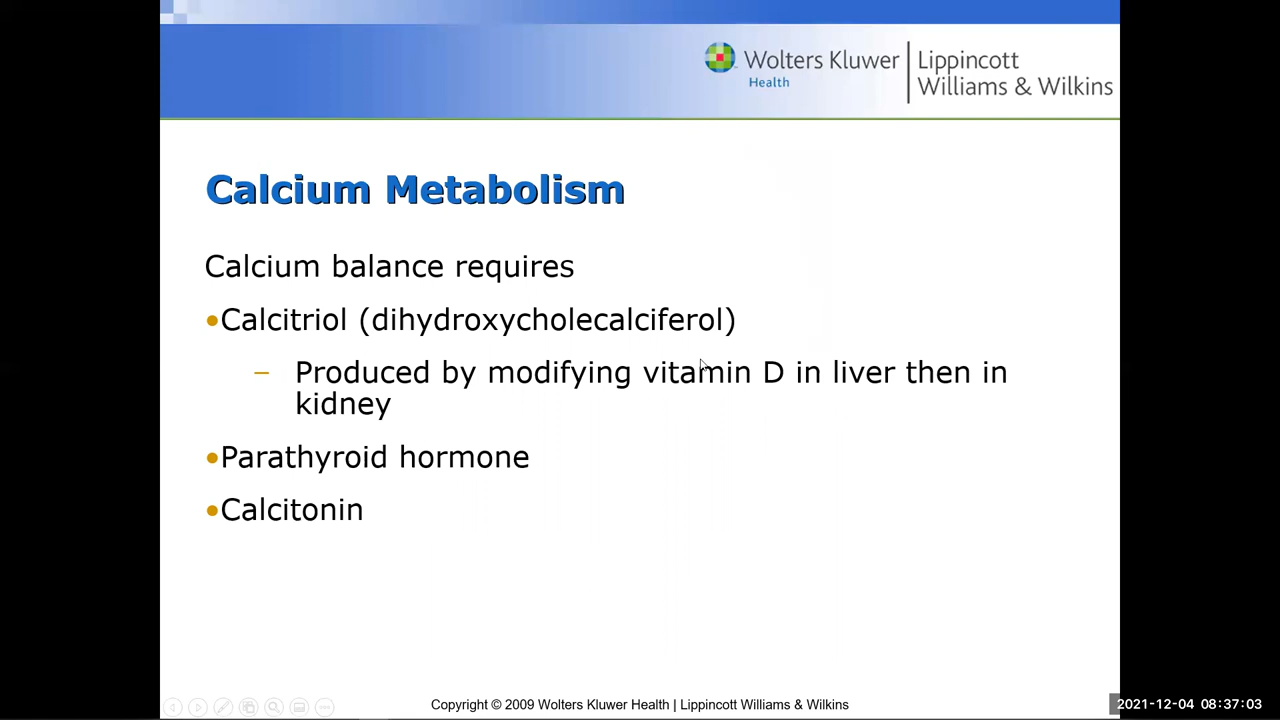 Wolters Kluwer
Health
Lippincott
Williams & Wilkins
Calcium Metabolism
Calcium balance requires
•Calcitriol (dihydroxycholecalciferol)
– Produced by modifying vitamin D in liver then in
kidney
•Parathyroid hormone
•Calcitonin
Copyright © 2009 Wolters Kluwer Health | Lippincott Williams & Wilkins
2021-12-04 08:37:03